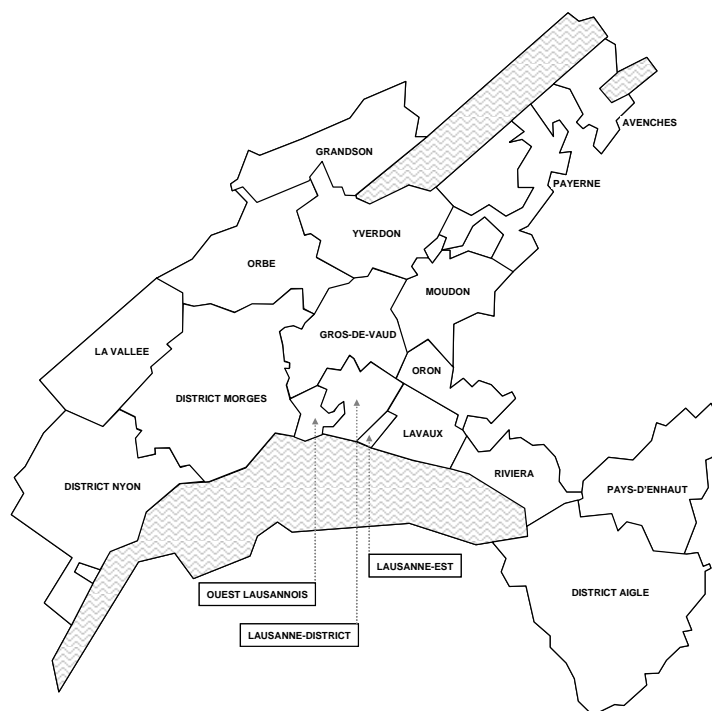 AVENCHES
GRANDSON
PAYERNE
YVERDON
ORBE
MOUDON
GROS-DE-VAUD
LA VALLEE
ORON
DISTRICT MORGES
LAVAUX
RIVIERA
DISTRICT NYON
PAYS-D'ENHAUT
LAUSANNE-EST
OUEST LAUSANNOIS
DISTRICT AIGLE
LAUSANNE-DISTRICT